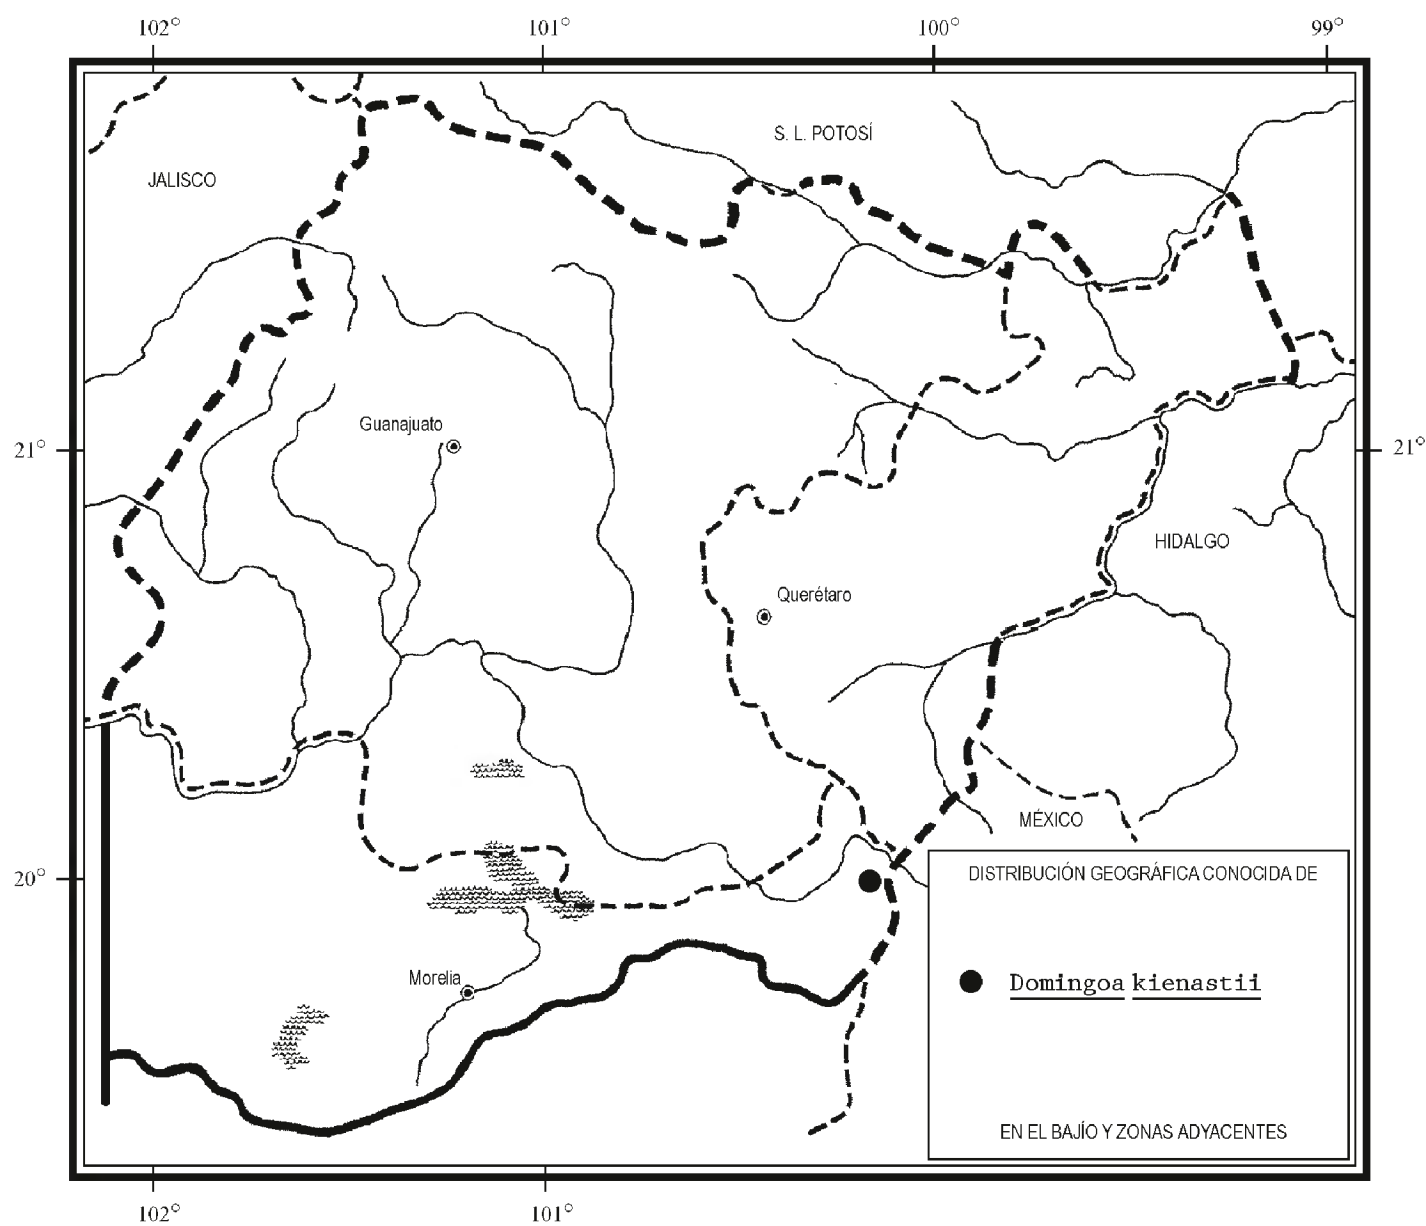 102° 101° 100° 99°
S. L. POTOSÍ
JALISCO
Guanajuato
21° 21°
HIDALGO
Querétaro
MÉXICO
20°
DISTRIBUCIÓN GEOGRÁFICA CONOCIDA DE
Morelia
Domingoa kienastii
EN EL BAJÍO Y ZONAS ADYACENTES
102° 101°